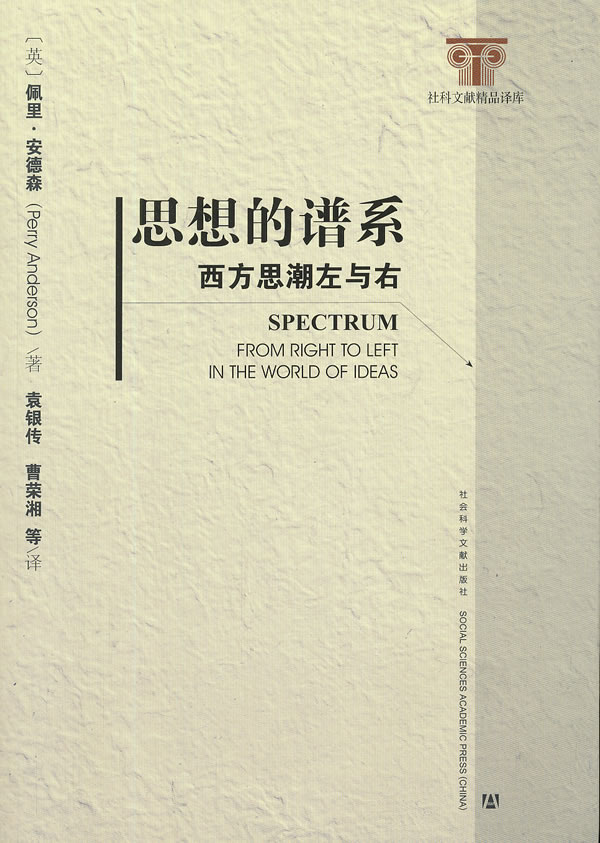 〔英〕佩里·安德森（Perry Anderson）／著 袁银传 曹荣湘 等／译
社科文献精品译库
思想的谱系
西方思潮左与右
SPECTRUM
FROM RIGHT TO LEFT
IN THE WORLD OF IDEAS
社会科学文献出版社 SOCIAL SCIENCES ACADEMIC PRESS (CHINA)